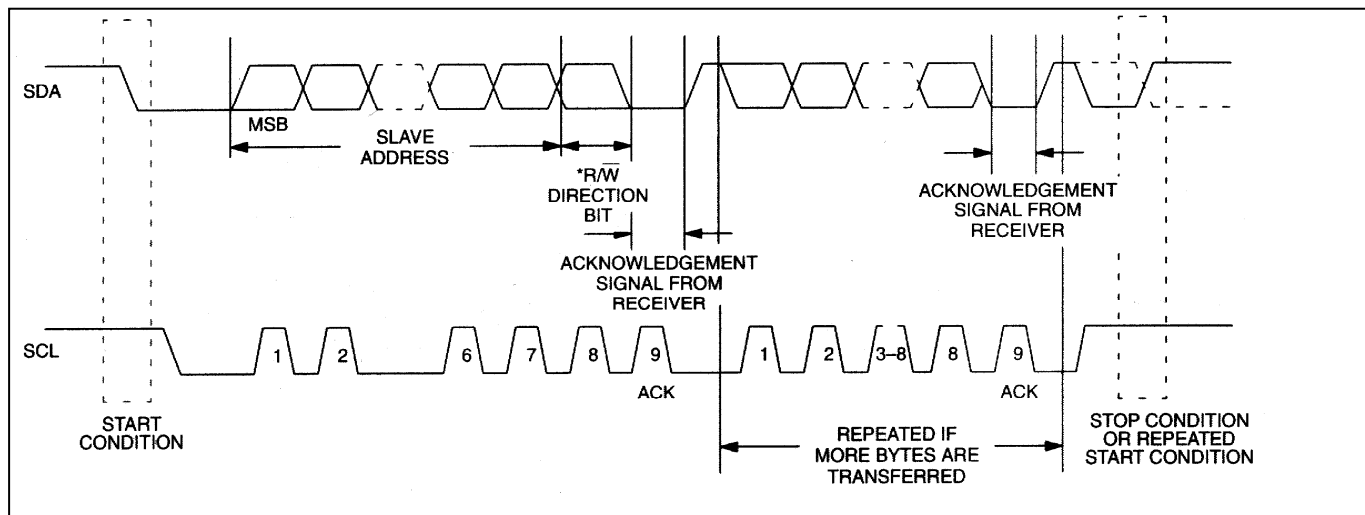 SDA
MSB
SLAVE
ADDRESS
*R/W̅
DIRECTION
BIT
ACKNOWLEDGEMENT
SIGNAL FROM
RECEIVER
ACKNOWLEDGEMENT
SIGNAL FROM
RECEIVER
SCL
1 2 6 7 8 9 1 2 3–8 8 9
ACK ACK
START
CONDITION
REPEATED IF
MORE BYTES ARE
TRANSFERRED
STOP CONDITION
OR REPEATED
START CONDITION